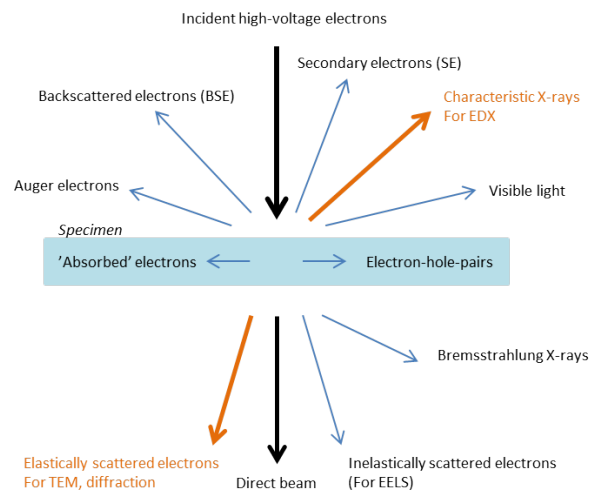 Incident high-voltage electrons
Secondary electrons (SE)
Backscattered electrons (BSE)
Characteristic X-rays
For EDX
Auger electrons
Visible light
Specimen
’Absorbed’ electrons
Electron-hole-pairs
Bremsstrahlung X-rays
Elastically scattered electrons
For TEM, diffraction
Direct beam
Inelastically scattered electrons
(For EELS)